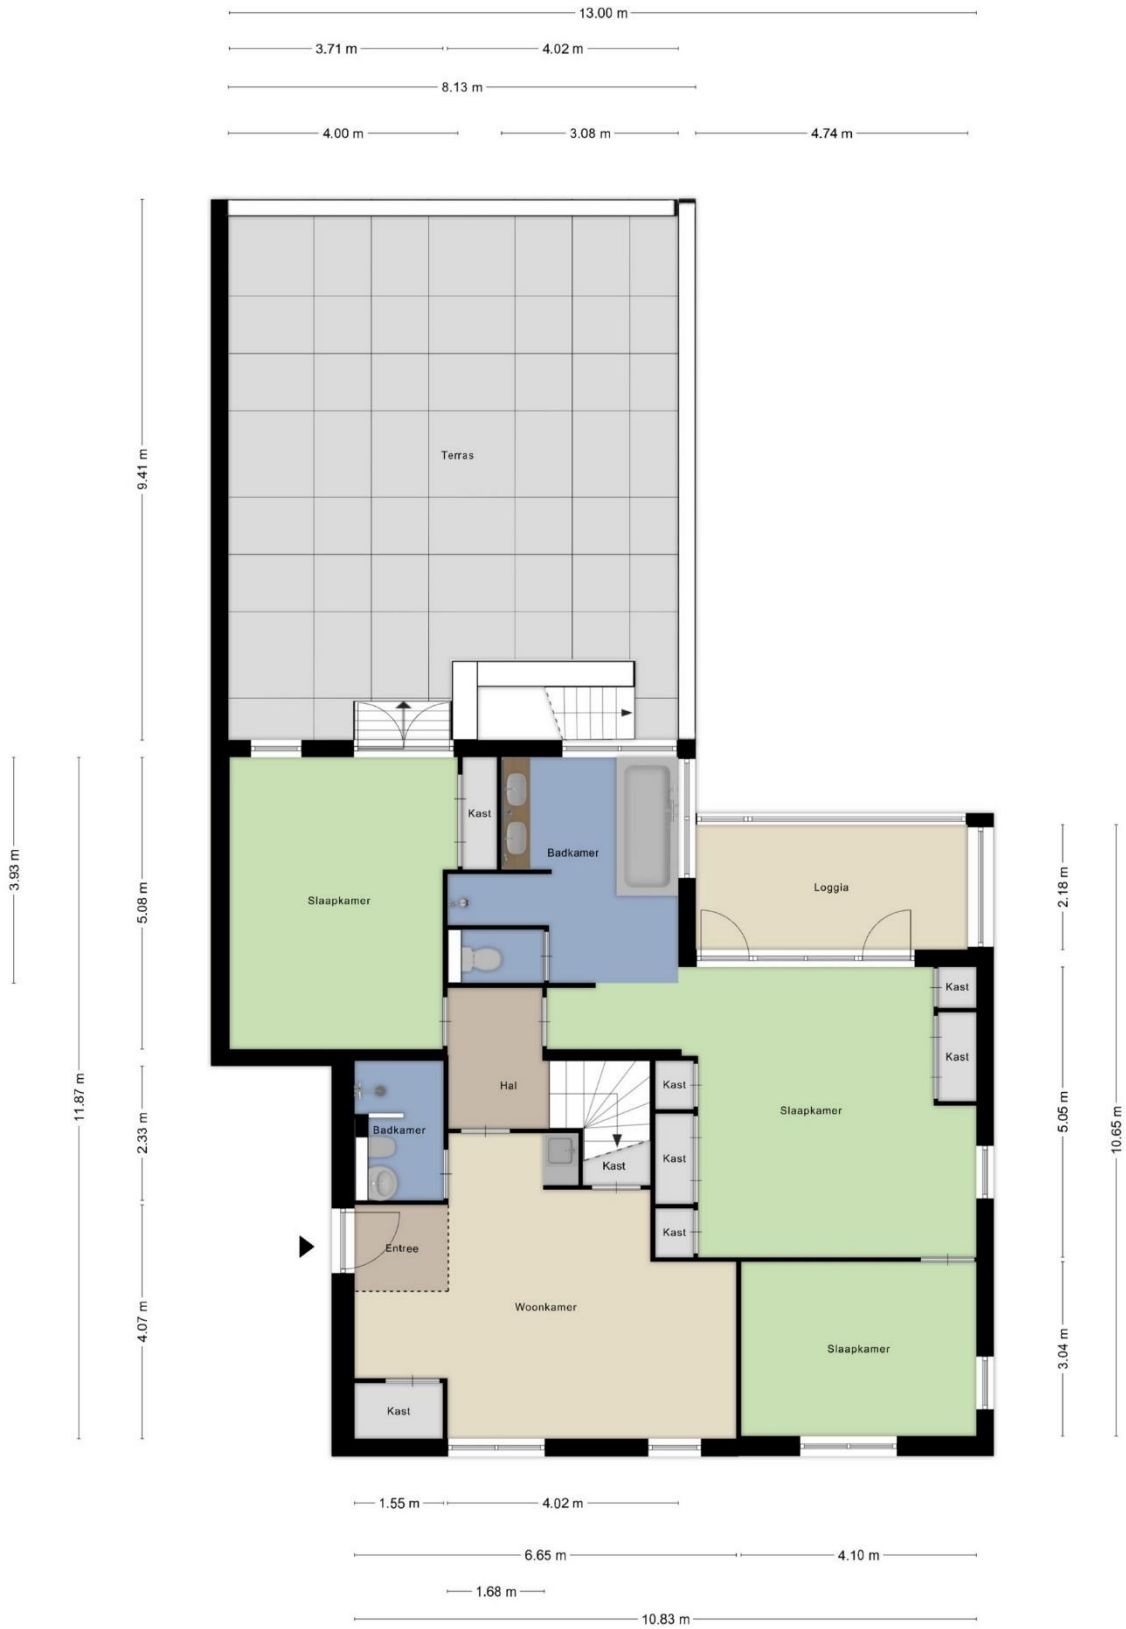 13.00 m
3.71 m
4.02 m
8.13 m
4.00 m
3.08 m
4.74 m
9.41 m
Terras
3.93 m
11.87 m
5.08 m
2.33 m
4.07 m
Kast
Badkamer
Slaapkamer
Loggia
2.18 m
10.65 m
5.05 m
3.04 m
Kast
Kast
Hal
Kast
Slaapkamer
Badkamer
Kast
Kast
Kast
Entree
Woonkamer
Slaapkamer
Kast
1.55 m
4.02 m
6.65 m
4.10 m
1.68 m
10.83 m